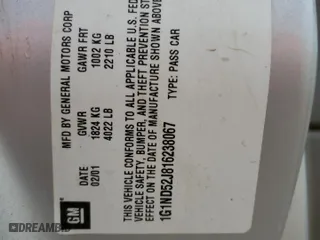 MFD BY GENERAL MOTORS CORP
DATE GVWR GAWR FRT
02/01 1824 KG 1002 KG
4022 LB 2210 LB
THIS VEHICLE CONFORMS TO ALL APPLICABLE U.S. FED
VEHICLE SAFETY, BUMPER, AND THEFT PREVENTION ST
EFFECT ON THE DATE OF MANUFACTURE SHOWN ABOVE
1G1ND52J816238067 TYPE: PASS CAR
GM
DREAMBID